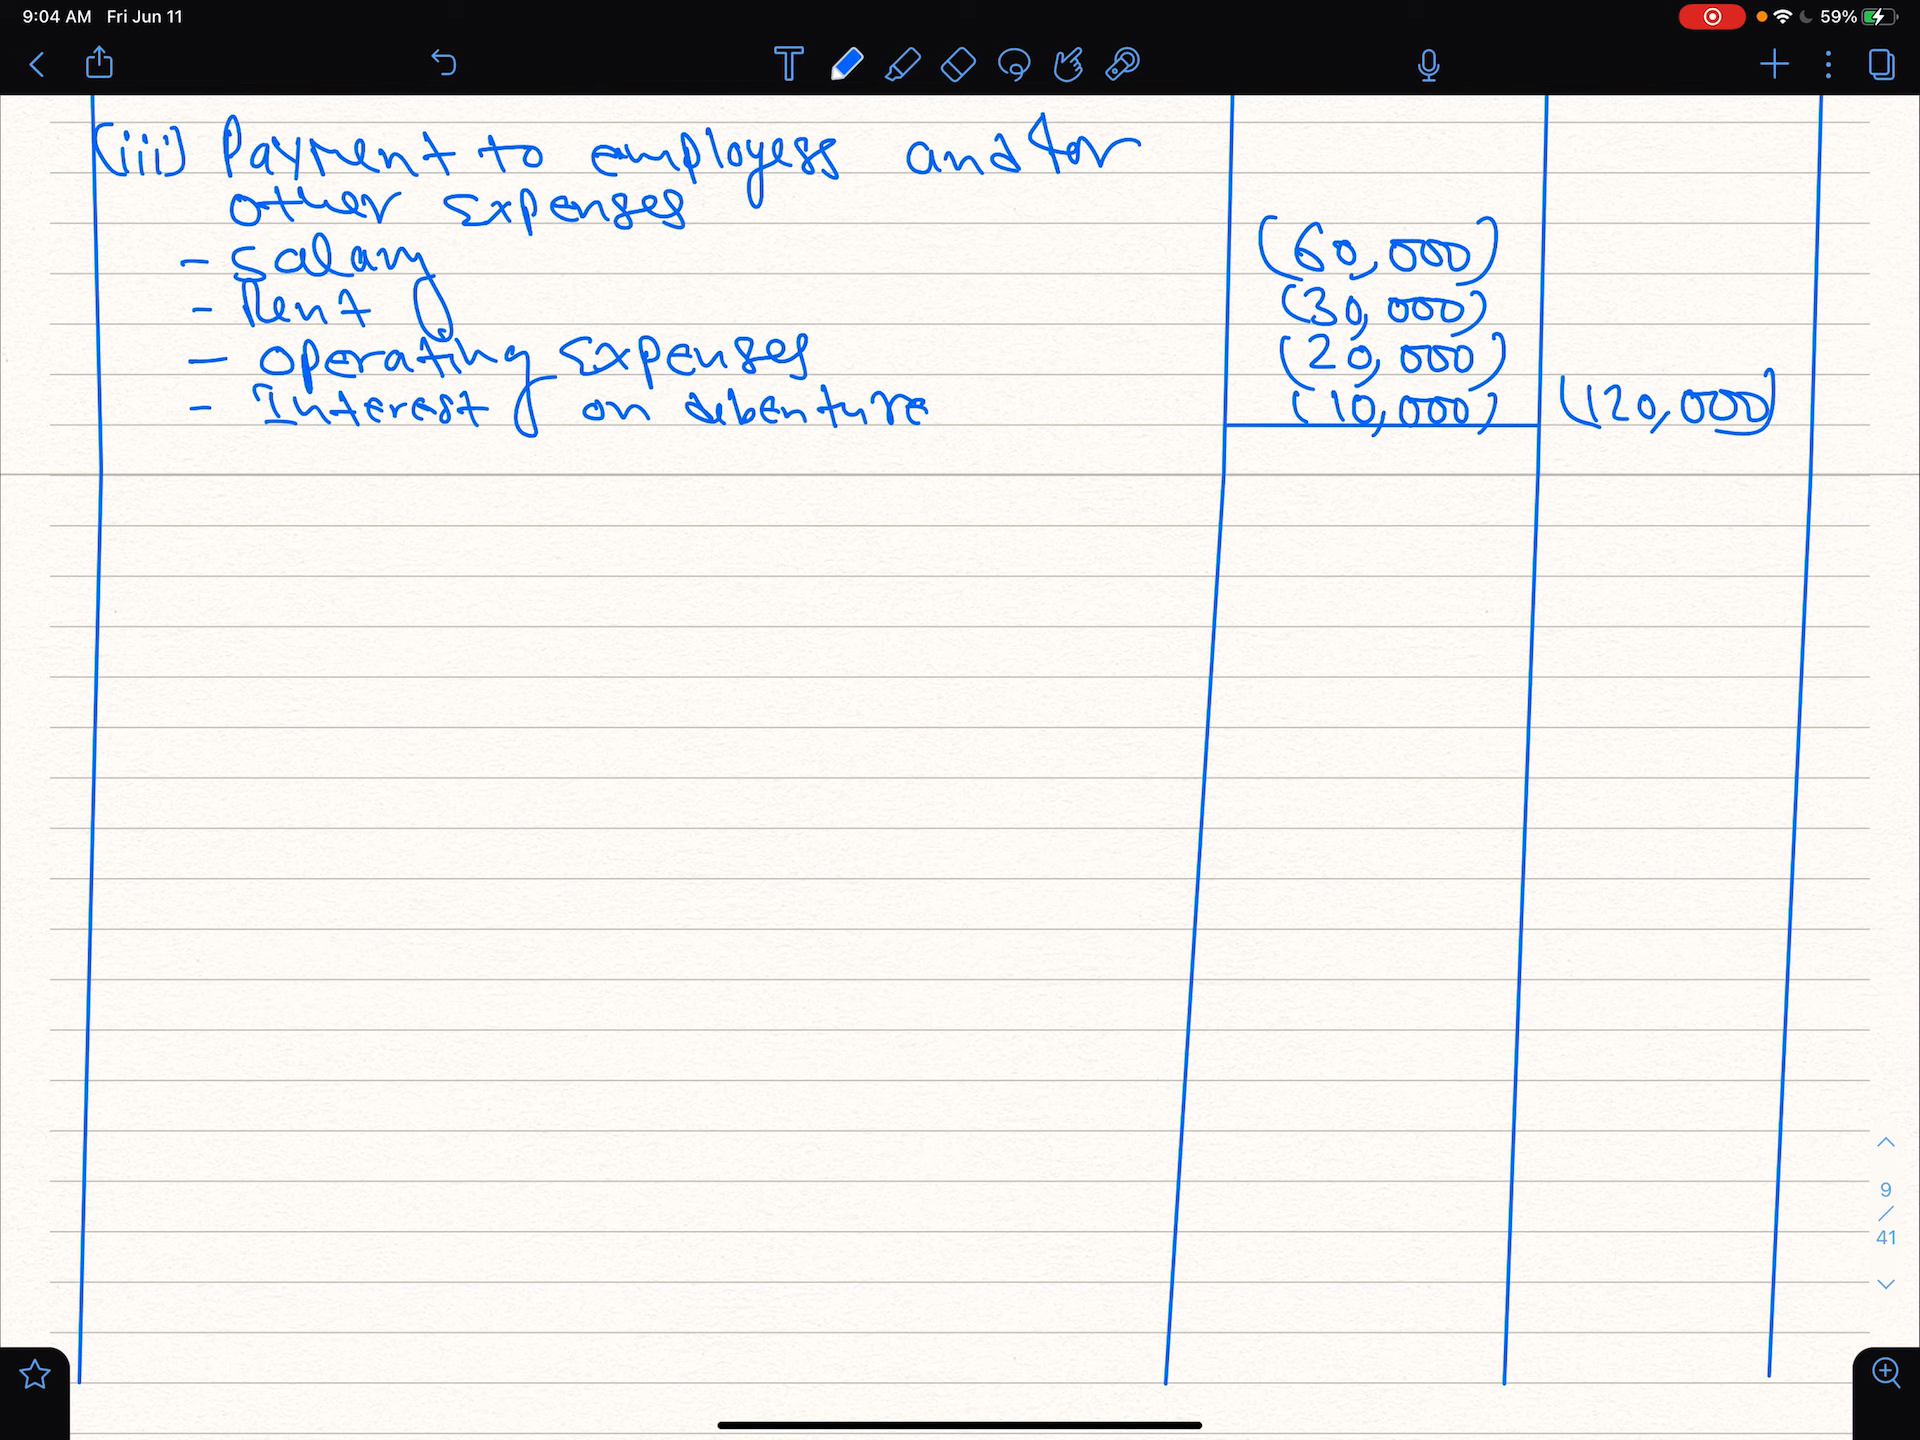 9:04 AM Fri Jun 11
59%
T
(iii) Payment to employess and for
other expenses
- Salary (60,000)
- Rent (30,000)
- Operating Expenses (20,000)
- Interest on debenture (10,000) (120,000)
9
/
41